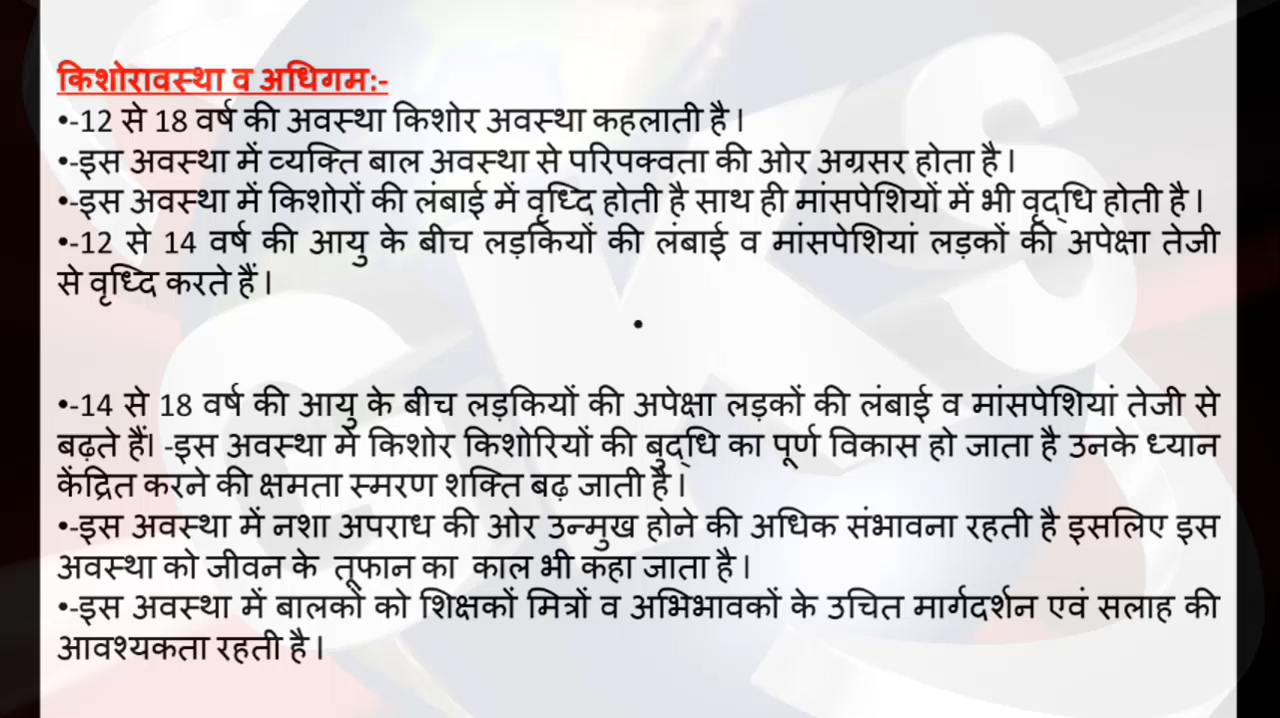 किशोरावस्था व अधिगम:-
•-12 से 18 वर्ष की अवस्था किशोर अवस्था कहलाती है।
•-इस अवस्था में व्यक्ति बाल अवस्था से परिपक्वता की ओर अग्रसर होता है।
•-इस अवस्था में किशोरों की लंबाई में वृध्दि होती है साथ ही मांसपेशियों में भी वृद्धि होती है।
•-12 से 14 वर्ष की आयु के बीच लड़कियों की लंबाई व मांसपेशियां लड़कों की अपेक्षा तेजी
से वृध्दि करते हैं।
•
•-14 से 18 वर्ष की आयु के बीच लड़कियों की अपेक्षा लड़कों की लंबाई व मांसपेशियां तेजी से
बढ़ते हैं। -इस अवस्था में किशोर किशोरियों की बुद्धि का पूर्ण विकास हो जाता है उनके ध्यान
केंद्रित करने की क्षमता स्मरण शक्ति बढ़ जाती है।
•-इस अवस्था में नशा अपराध की ओर उन्मुख होने की अधिक संभावना रहती है इसलिए इस
अवस्था को जीवन के तूफान का काल भी कहा जाता है।
•-इस अवस्था में बालकों को शिक्षकों मित्रों व अभिभावकों के उचित मार्गदर्शन एवं सलाह की
आवश्यकता रहती है।